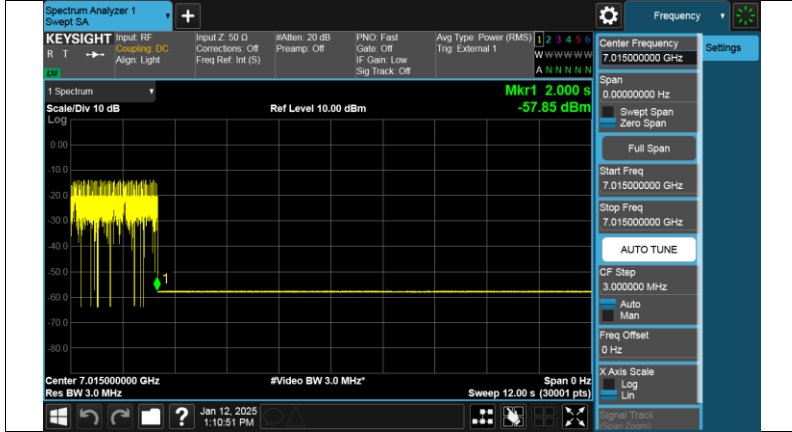 Spectrum Analyzer 1
Swept SA
+
Frequency
KEYSIGHT
R T
LU
Input: RF
Coupling: DC
Align: Light
Input Z: 50 Ω
Corrections: Off
Freq Ref: Int (S)
#Atten: 20 dB
Preamp: Off
PNO: Fast
Gate: Off
IF Gain: Low
Sig Track: Off
Avg Type: Power (RMS)
Trig: External 1
1 2 3 4 5 6
W W W W W W
A N N N N N
1 Spectrum
Scale/Div 10 dB
Log
Ref Level 10.00 dBm
Mkr1 2.000 s
-57.85 dBm
0.00
-10.0
-20.0
-30.0
-40.0
-50.0
-60.0
-70.0
-80.0
1
Center 7.015000000 GHz
Res BW 3.0 MHz
#Video BW 3.0 MHz*
Span 0 Hz
Sweep 12.00 s (30001 pts)
Jan 12, 2025
1:10:51 PM
?
Center Frequency
7.015000000 GHz
Settings
Span
0.00000000 Hz
Swept Span
Zero Span
Full Span
Start Freq
7.015000000 GHz
Stop Freq
7.015000000 GHz
AUTO TUNE
CF Step
3.000000 MHz
Auto
Man
Freq Offset
0 Hz
X Axis Scale
Log
Lin
Signal Track
(Span Zoom)